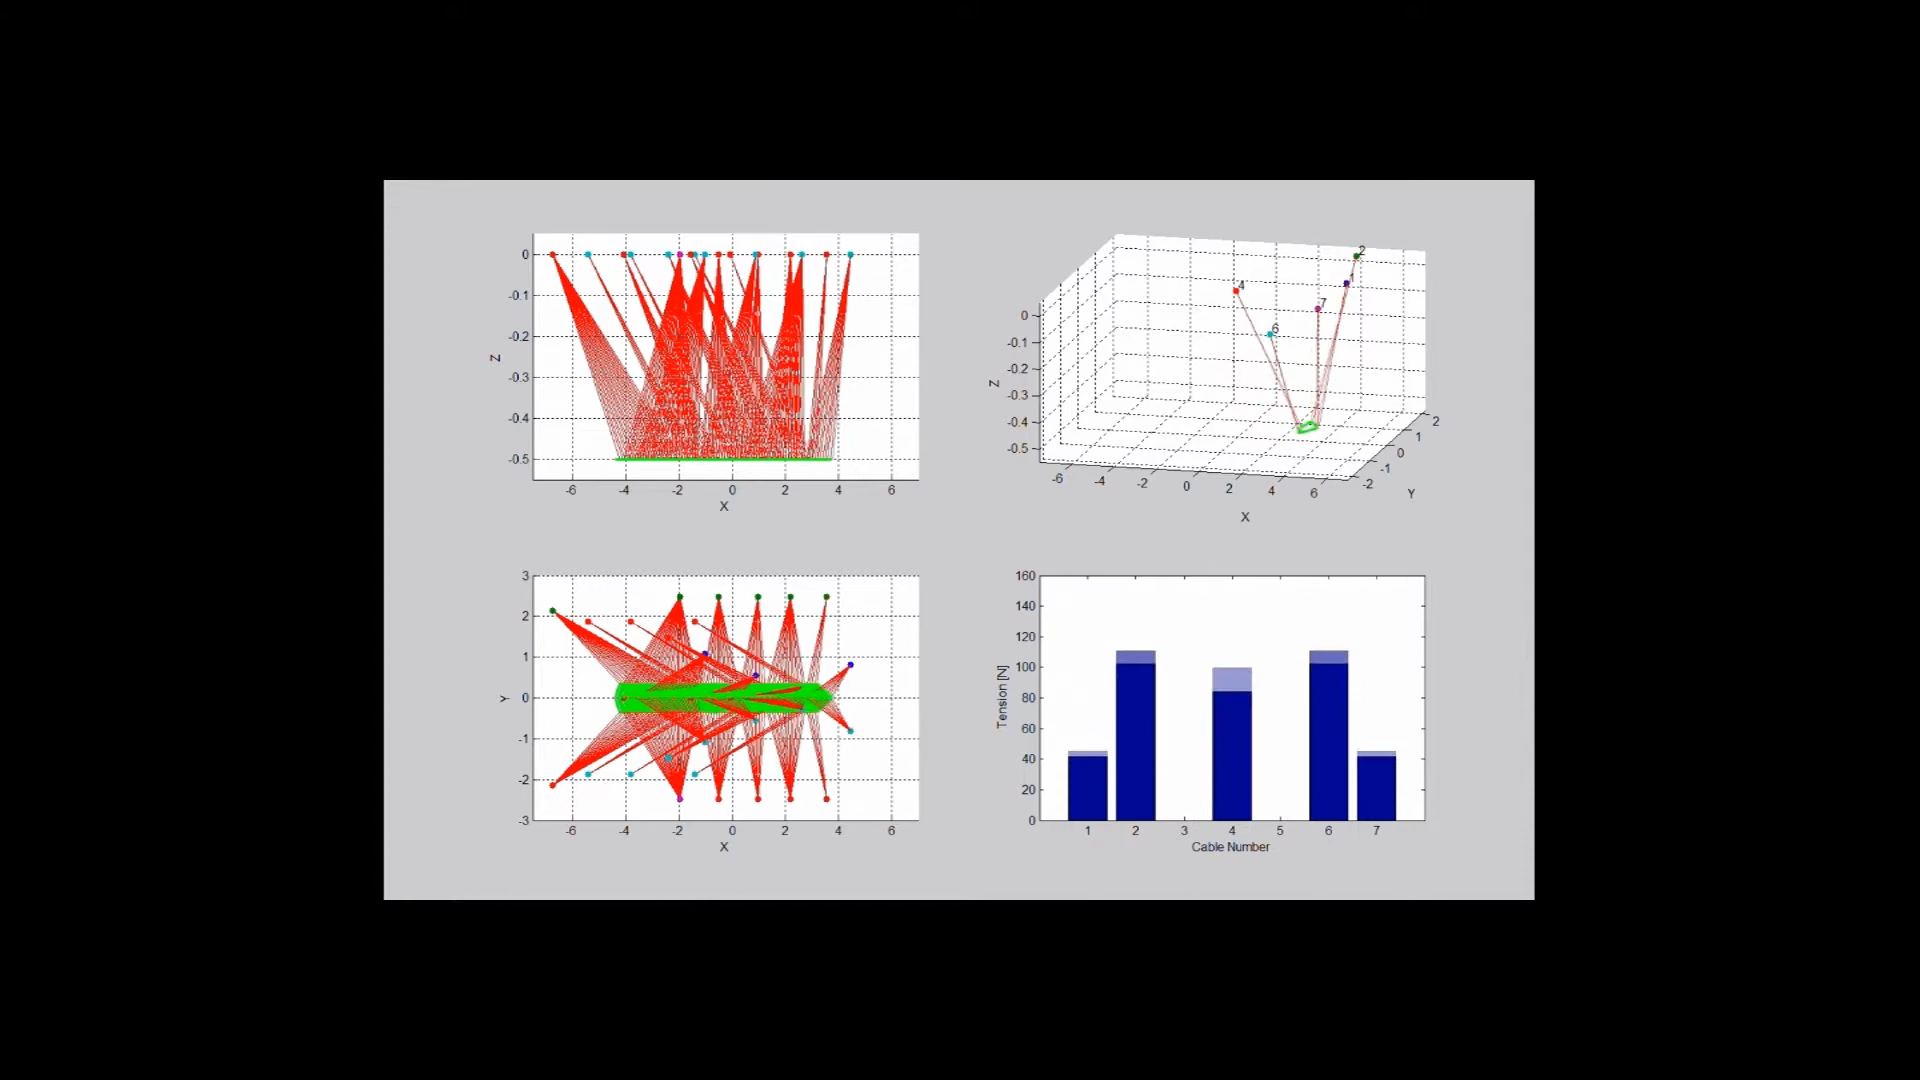 0
-0.1
-0.2
-0.3
-0.4
-0.5
Z
-6 -4 -2 0 2 4 6
X
2
1
4
7
6
0
-0.1
-0.2
-0.3
-0.4
-0.5
Z
-6 -4 -2 0 2 4 6
X
-2 -1 0 1 2
Y
3
2
1
0
-1
-2
-3
Y
-6 -4 -2 0 2 4 6
X
160
140
120
100
80
60
40
20
0
Tension [N]
1 2 3 4 5 6 7
Cable Number